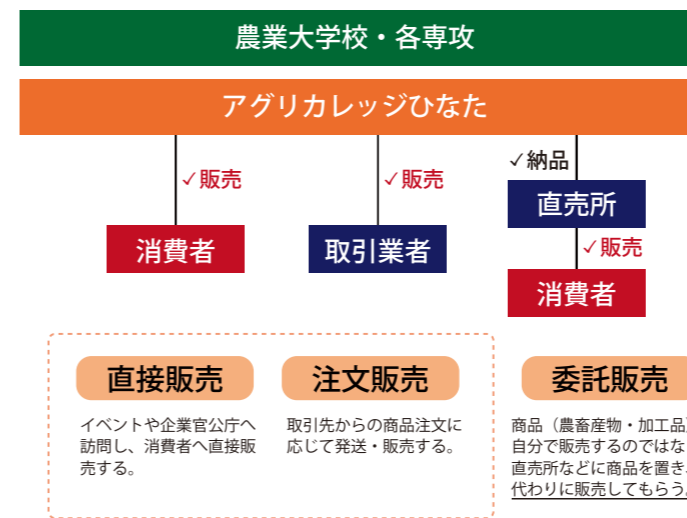 農業大学校・各専攻
アグリカレッジひなた
✓販売
✓販売
✓納品
直売所
✓販売
消費者
取引業者
消費者
直接販売
注文販売
委託販売
イベントや企業官公庁へ
訪問し、消費者へ直接販
売する。
取引先からの商品注文に
応じて発送・販売する。
商品（農畜産物・加工品）
自分で販売するのではな
直売所などに商品を置き、
代わりに販売してもらう。